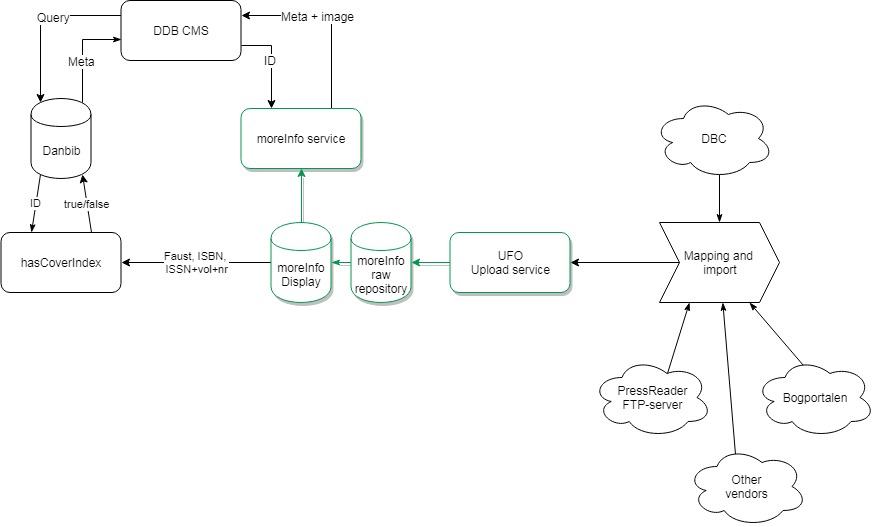 Query
DDB CMS
Meta + image
Meta
ID
moreInfo service
DBC
Danbib
ID
true/false
hasCoverIndex
Faust, ISBN,
ISSN+vol+nr
moreInfo
Display
moreInfo
raw
repository
UFO
Upload service
Mapping and
import
PressReader
FTP-server
Bogportalen
Other
vendors